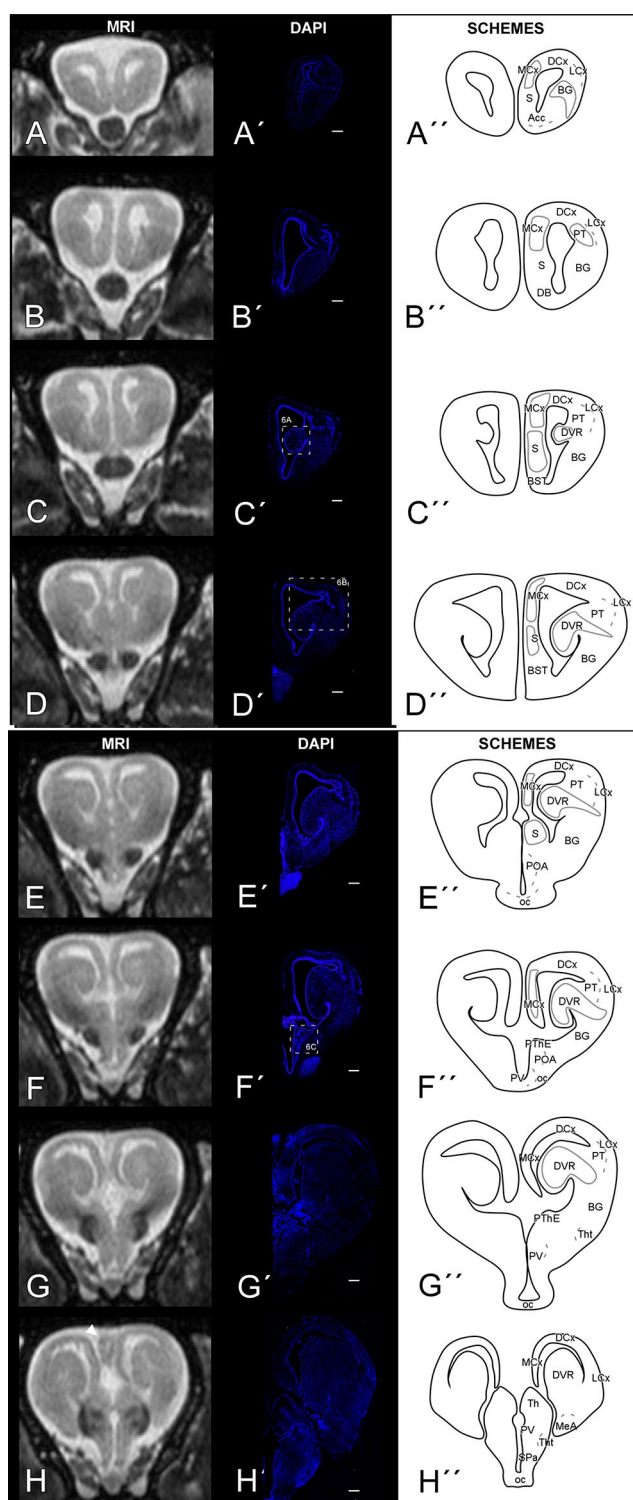 MRI DAPI SCHEMES
A A´ A´´
MCx DCx LCx S BG Acc
B B´ B´´
DCx MCx LCx PT S BG DB
C C´ C´´
6A
DCx MCx LCx PT DVR S BG BST
D D´ D´´
6B
DCx MCx LCx PT DVR S BG BST
MRI DAPI SCHEMES
E E´ E´´
DCx MCx PT LCx DVR S BG POA oc
F F´ F´´
6C
DCx PT LCx MCx DVR BG PThE POA PV oc
G G´ G´´
DCx LCx MCx PT DVR BG PThE Tht PV oc
H H´ H´´
DCx MCx DVR LCx Th PV MeA Tht SPa oc